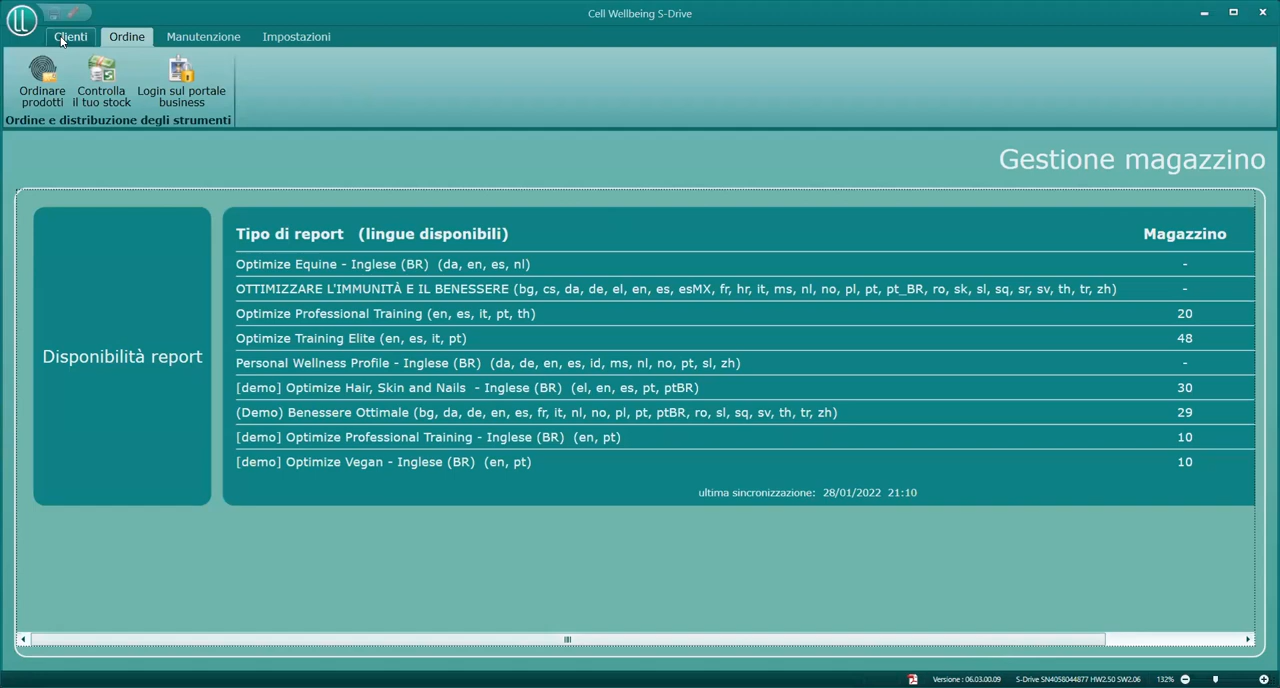 Cell Wellbeing S-Drive
Clienti Ordine Manutenzione Impostazioni
Ordinare prodotti
Controlla il tuo stock
Login sul portale business
Ordine e distribuzione degli strumenti
Gestione magazzino
Disponibilità report
Tipo di report (lingue disponibili) Magazzino
Optimize Equine - Inglese (BR) (da, en, es, nl) -
OTTIMIZZARE L'IMMUNITÀ E IL BENESSERE (bg, cs, da, de, el, en, es, esMX, fr, hr, it, ms, nl, no, pl, pt, pt_BR, ro, sk, sl, sq, sr, sv, th, tr, zh) -
Optimize Professional Training (en, es, it, pt, th) 20
Optimize Training Elite (en, es, it, pt) 48
Personal Wellness Profile - Inglese (BR) (da, de, en, es, id, ms, nl, no, pt, sl, zh) -
[demo] Optimize Hair, Skin and Nails - Inglese (BR) (el, en, es, pt, ptBR) 30
(Demo) Benessere Ottimale (bg, da, de, en, es, fr, it, nl, no, pl, pt, ptBR, ro, sl, sq, sv, th, tr, zh) 29
[demo] Optimize Professional Training - Inglese (BR) (en, pt) 10
[demo] Optimize Vegan - Inglese (BR) (en, pt) 10
ultima sincronizzazione: 28/01/2022 21:10
Versione : 06.03.00.09 S-Drive SN4058044877 HW2.50 SW2.06 132%